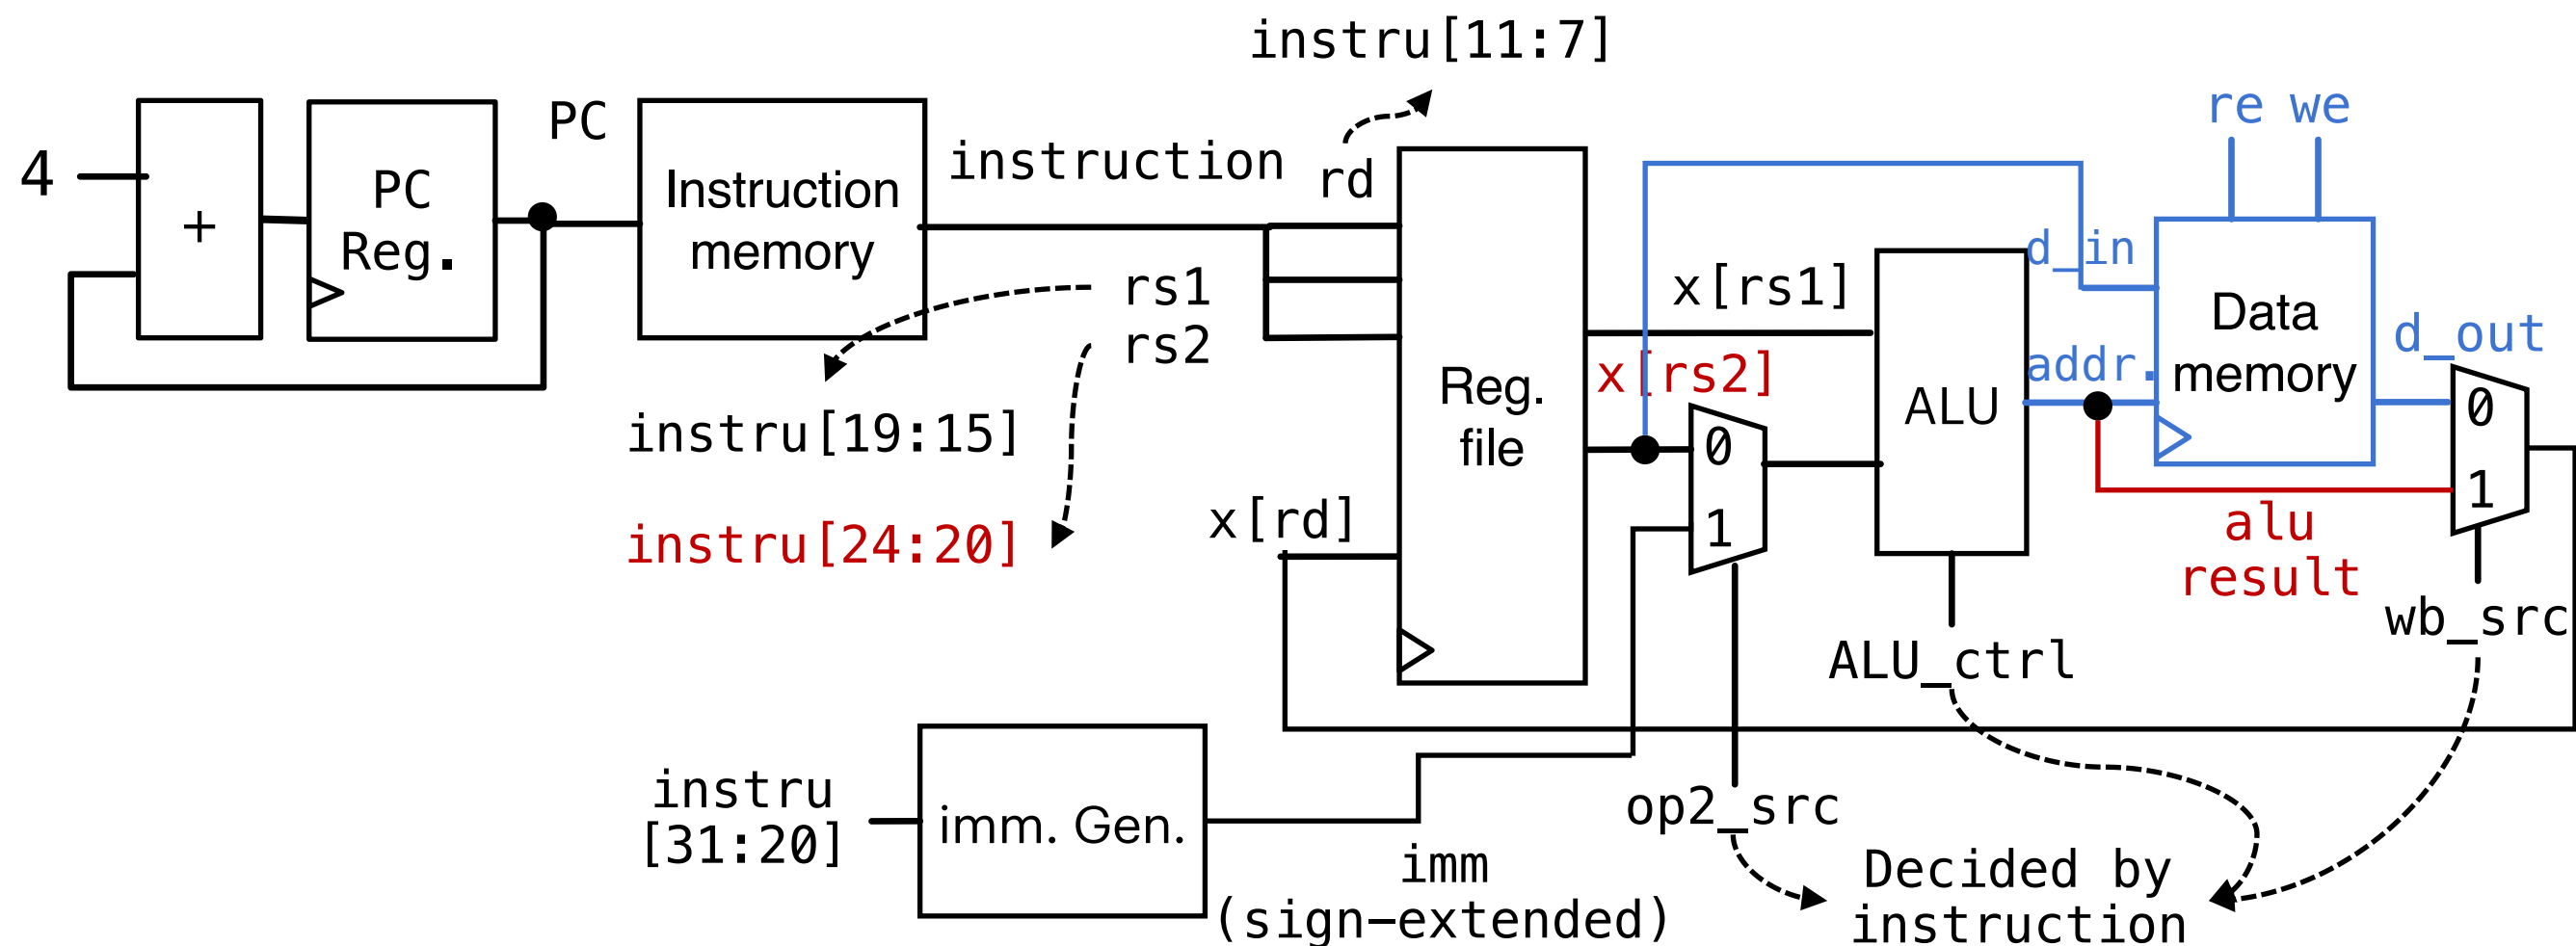 instru[11:7]
re we
4
+
PC
Reg.
PC
Instruction
memory
instruction
rd
rs1
rs2
instru[19:15]
instru[24:20]
x[rd]
Reg.
file
x[rs1]
x[rs2]
0
1
ALU
d_in
addr.
Data
memory
d_out
0
1
alu
result
wb_src
ALU_ctrl
instru
[31:20]
imm. Gen.
imm
(sign-extended)
op2_src
Decided by
instruction